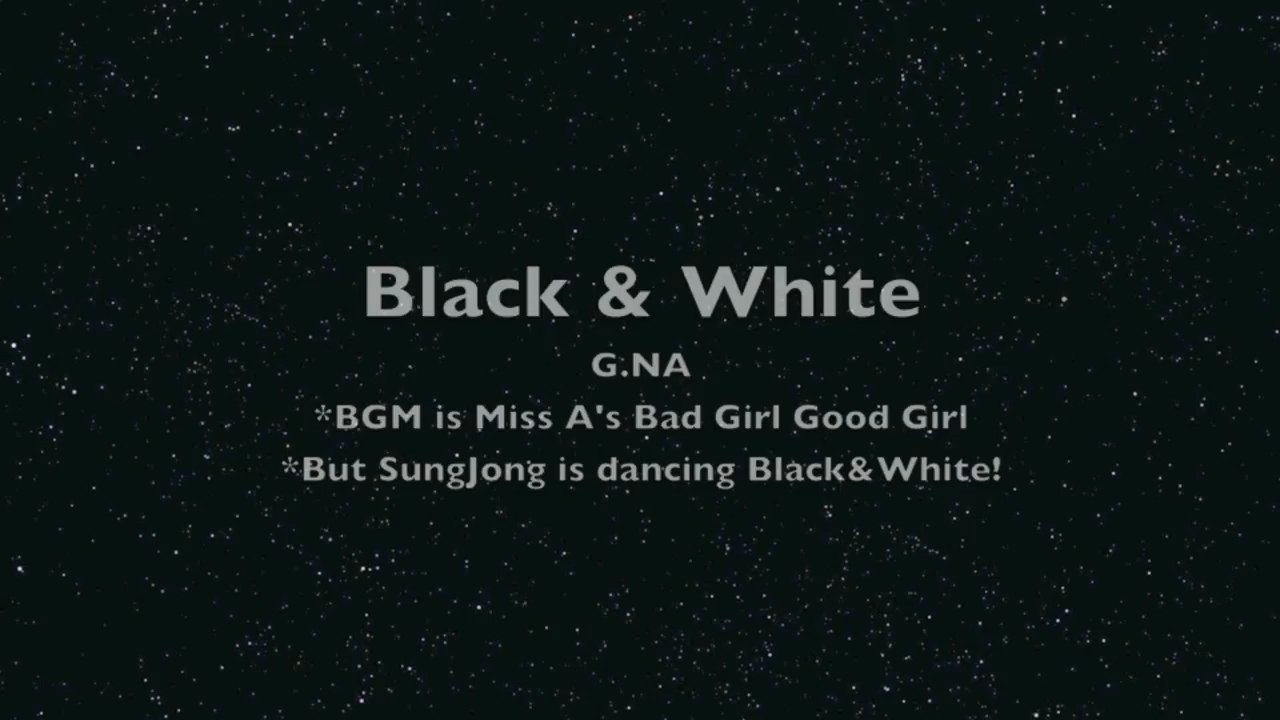 Black & White
G.NA
*BGM is Miss A's Bad Girl Good Girl
*But SungJong is dancing Black&White!